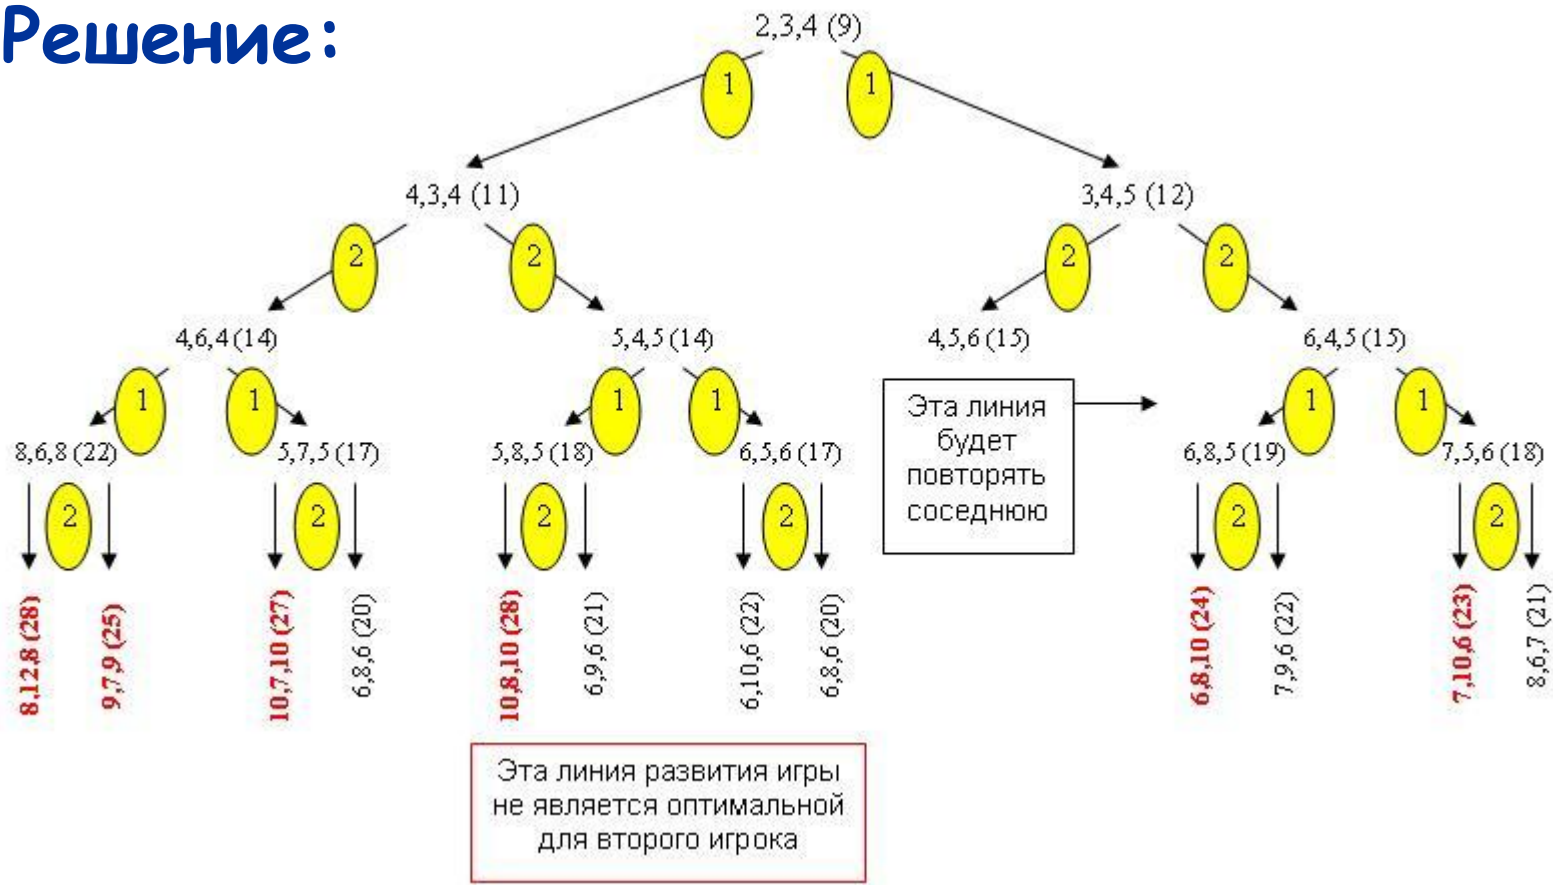 Решение:
2,3,4 (9)
1 1
4,3,4 (11) 3,4,5 (12)
2 2 2 2
4,6,4 (14) 5,4,5 (14) 4,5,6 (15) 6,4,5 (15)
1 1 1 1 1 1
Эта линия
будет
повторять
соседнюю
8,6,8 (22) 5,7,5 (17) 5,8,5 (18) 6,5,6 (17) 6,8,5 (19) 7,5,6 (18)
2 2 2 2 2 2
8,12,8 (28)
9,7,9 (25)
10,7,10 (27)
6,8,6 (20)
10,8,10 (28)
6,9,6 (21)
6,10,6 (22)
6,8,6 (20)
6,8,10 (24)
7,9,6 (22)
7,10,6 (23)
8,6,7 (21)
Эта линия развития игры
не является оптимальной
для второго игрока